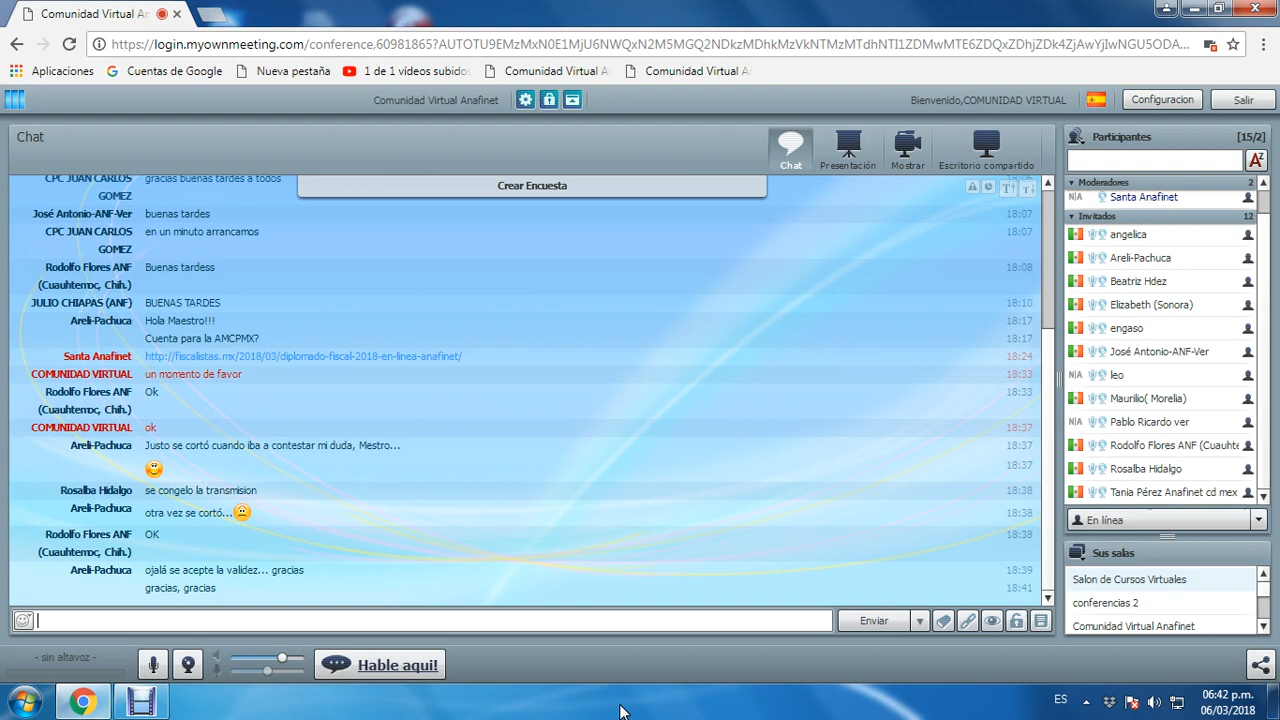 Comunidad Virtual An
https://login.myownmeeting.com/conference,60981865?AUTOTU9EMzMxN0E1MjU6NWQxN2M5MGQ2NDkzMDhkMzVkNTMzMTdhNTI1ZDMwMTE6ZDQxZDhjZDk4ZjAwYjIwNGU5ODA...
Aplicaciones Cuentas de Google Nueva pestaña 1 de 1 vídeos subidos Comunidad Virtual A Comunidad Virtual A
Comunidad Virtual Anafinet Bienvenido,COMUNIDAD VIRTUAL Configuracion Salir
Chat Chat Presentación Mostrar Escritorio compartido
Participantes [15/2]
Crear Encuesta
CPC JUAN CARLOS GOMEZ gracias buenas tardes a todos
José Antonio-ANF-Ver buenas tardes 18:07
CPC JUAN CARLOS GOMEZ en un minuto arrancamos 18:07
Rodolfo Flores ANF (Cuauhtemoc, Chih.) Buenas tardess 18:08
JULIO CHIAPAS (ANF) BUENAS TARDES 18:10
Areli-Pachuca Hola Maestro!!! 18:17
Cuenta para la AMCPMX? 18:17
Santa Anafinet http://fiscalistas.mx/2018/03/diplomado-fiscal-2018-en-linea-anafinet/ 18:24
COMUNIDAD VIRTUAL un momento de favor 18:33
Rodolfo Flores ANF (Cuauhtemoc, Chih.) Ok 18:33
COMUNIDAD VIRTUAL ok 18:37
Areli-Pachuca Justo se cortó cuando iba a contestar mi duda, Mestro... 18:37
18:37
Rosalba Hidalgo se congelo la transmision 18:38
Areli-Pachuca otra vez se cortó... 18:38
Rodolfo Flores ANF (Cuauhtemoc, Chih.) OK 18:38
Areli-Pachuca ojalá se acepte la validez... gracias 18:39
gracias, gracias 18:41
Enviar
- sin altavoz - Hable aqui!
Moderadores 2
N/A Santa Anafinet
Invitados 12
angelica
Areli-Pachuca
Beatriz Hdez
Elizabeth (Sonora)
engaso
José Antonio-ANF-Ver
N/A leo
Maurilio( Morelia)
N/A Pablo Ricardo ver
Rodolfo Flores ANF (Cuauhte
Rosalba Hidalgo
Tania Pérez Anafinet cd mex
En línea
Sus salas
Salon de Cursos Virtuales
conferencias 2
Comunidad Virtual Anafinet
ES 06:42 p.m.
06/03/2018